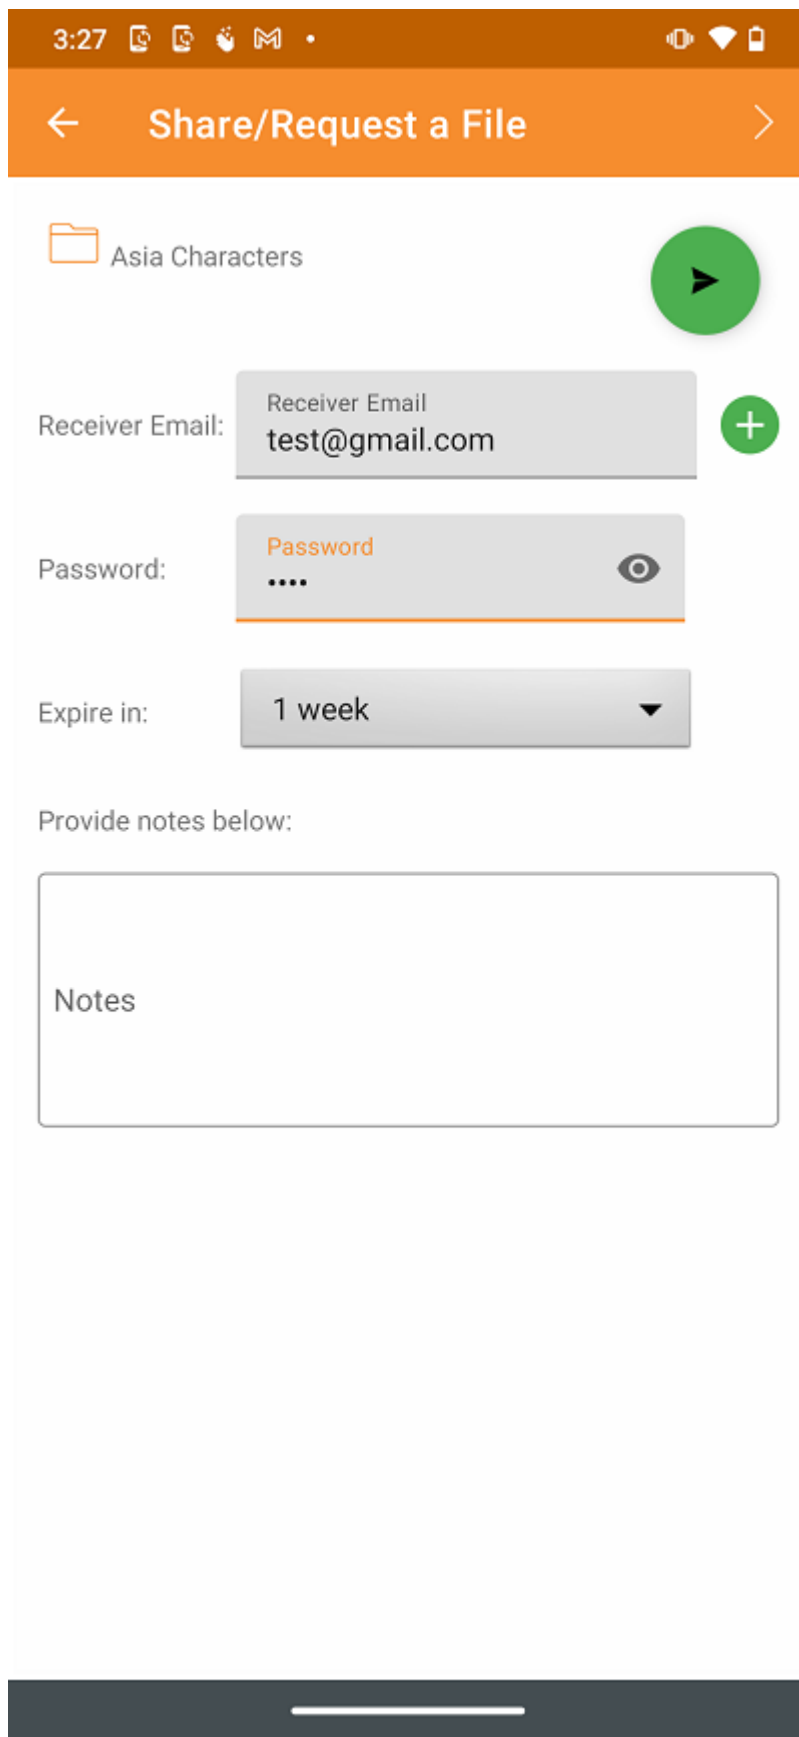 3:27
Share/Request a File
Asia Characters
Receiver Email:
Receiver Email
test@gmail.com
Password:
Password
••••
Expire in:
1 week
Provide notes below:
Notes